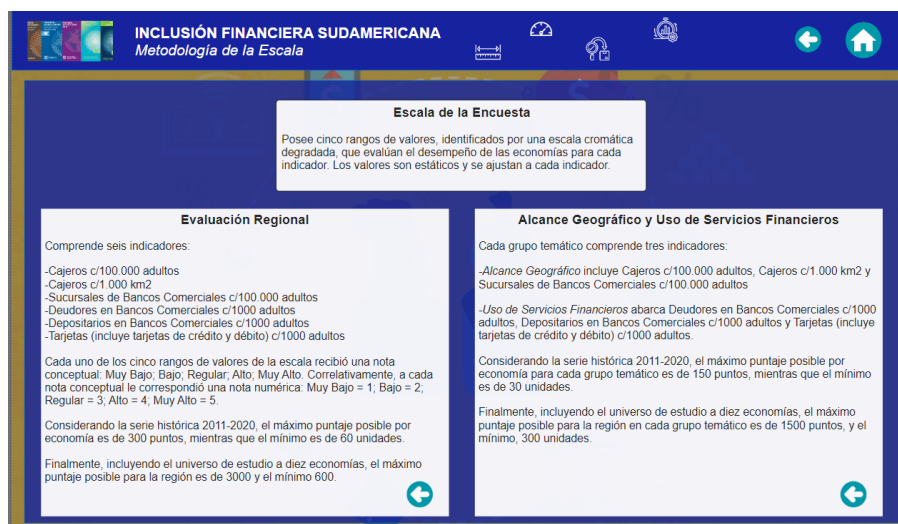 INCLUSIÓN FINANCIERA SUDAMERICANA
Metodología de la Escala
Escala de la Encuesta
Posee cinco rangos de valores, identificados por una escala cromática
degradada, que evalúan el desempeño de las economías para cada
indicador. Los valores son estáticos y se ajustan a cada indicador.
Evaluación Regional
Comprende seis indicadores:
-Cajeros c/100.000 adultos
-Cajeros c/1.000 km2
-Sucursales de Bancos Comerciales c/100.000 adultos
-Deudores en Bancos Comerciales c/1000 adultos
-Depositarios en Bancos Comerciales c/1000 adultos
-Tarjetas (incluye tarjetas de crédito y débito) c/1000 adultos
Cada uno de los cinco rangos de valores de la escala recibió una nota
conceptual: Muy Bajo; Bajo; Regular; Alto; Muy Alto. Correlativamente, a cada
nota conceptual le correspondió una nota numérica: Muy Bajo = 1; Bajo = 2;
Regular = 3; Alto = 4; Muy Alto = 5.
Considerando la serie histórica 2011-2020, el máximo puntaje posible por
economía es de 300 puntos, mientras que el mínimo es de 60 unidades.
Finalmente, incluyendo el universo de estudio a diez economías, el máximo
puntaje posible para la región es de 3000 y el mínimo 600.
Alcance Geográfico y Uso de Servicios Financieros
Cada grupo temático comprende tres indicadores:
-Alcance Geográfico incluye Cajeros c/100.000 adultos, Cajeros c/1.000 km2 y
Sucursales de Bancos Comerciales c/100.000 adultos
-Uso de Servicios Financieros abarca Deudores en Bancos Comerciales c/1000
adultos, Depositarios en Bancos Comerciales c/1000 adultos y Tarjetas (incluye
tarjetas de crédito y débito) c/1000 adultos.
Considerando la serie histórica 2011-2020, el máximo puntaje posible por
economía para cada grupo temático es de 150 puntos, mientras que el mínimo
es de 30 unidades.
Finalmente, incluyendo el universo de estudio a diez economías, el máximo
puntaje posible para la región en cada grupo temático es de 1500 puntos, y el
mínimo, 300 unidades.